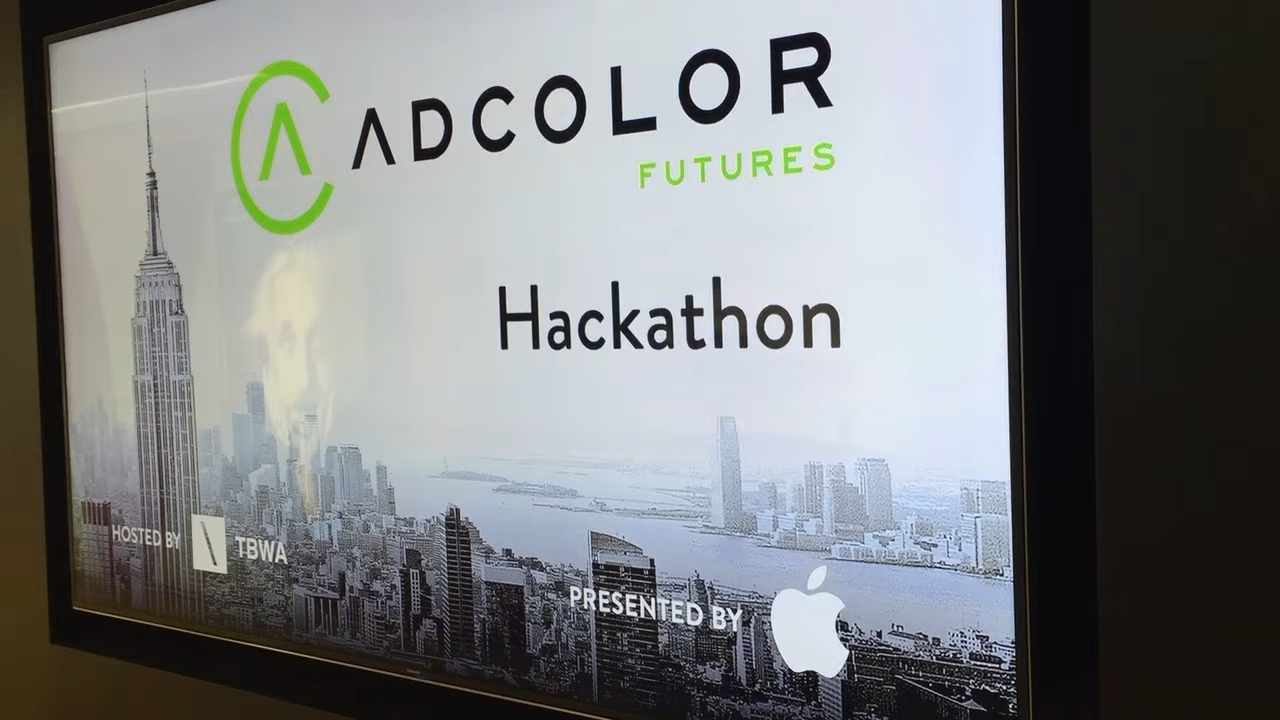 ADCOLOR
FUTURES
Hackathon
HOSTED BY TBWA
PRESENTED BY